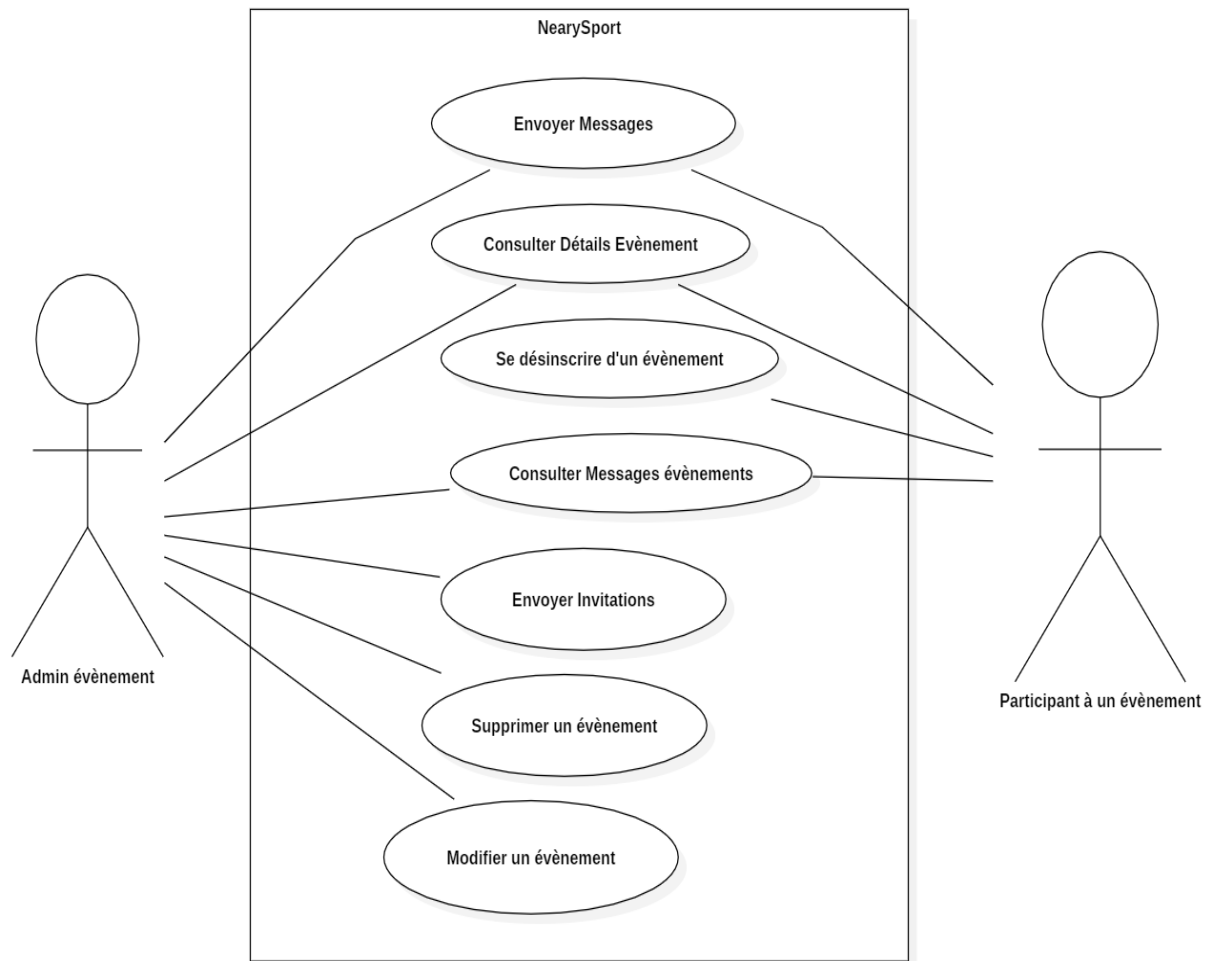 NearySport
Envoyer Messages
Consulter Détails Evènement
Se désinscrire d'un évènement
Consulter Messages évènements
Envoyer Invitations
Supprimer un évènement
Modifier un évènement
Admin évènement
Participant à un évènement